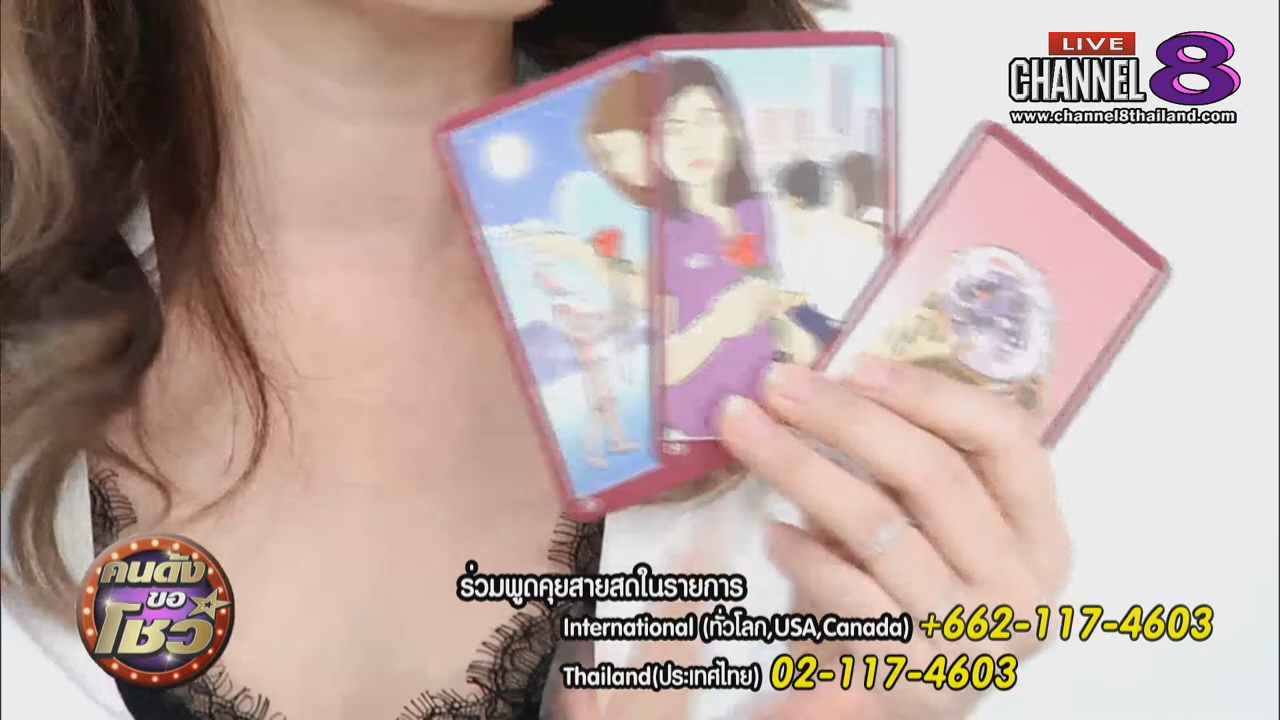 LIVE
CHANNEL 8
www.channel8thailand.com
คนดัง
ขอ
โชว์
ร่วมพูดคุยสายสดในรายการ
International (ทั่วโลก,USA,Canada) +662-117-4603
Thailand(ประเทศไทย) 02-117-4603